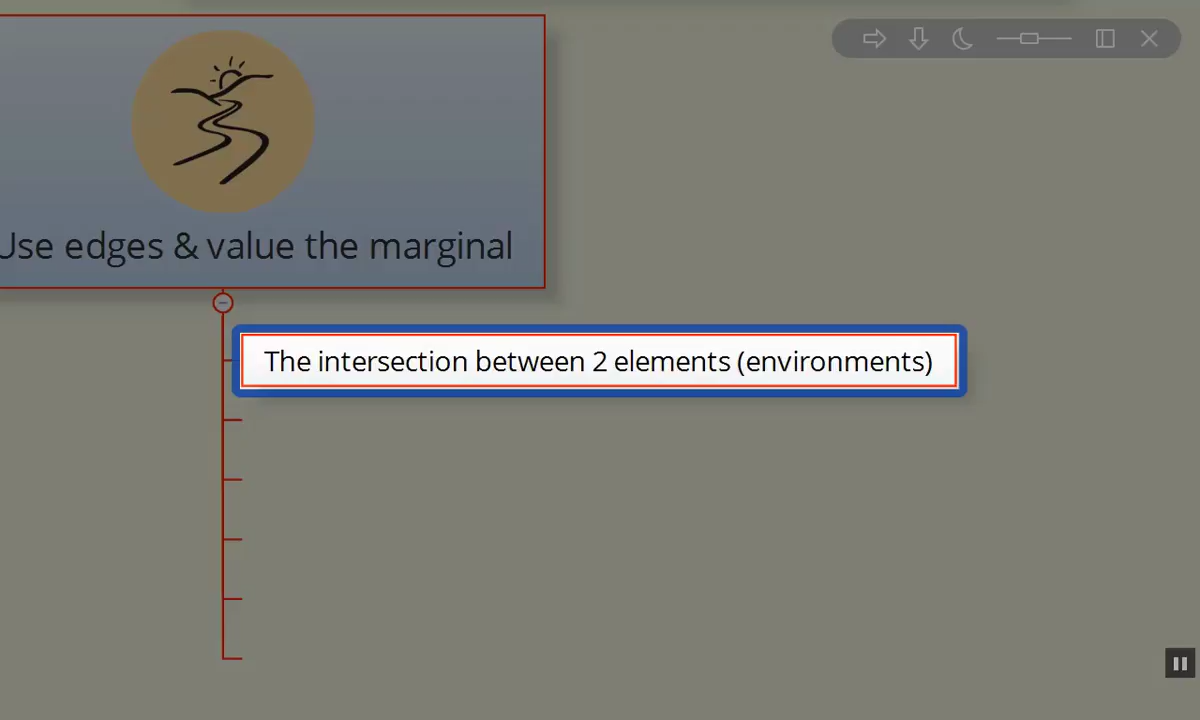 Use edges & value the marginal
The intersection between 2 elements (environments)